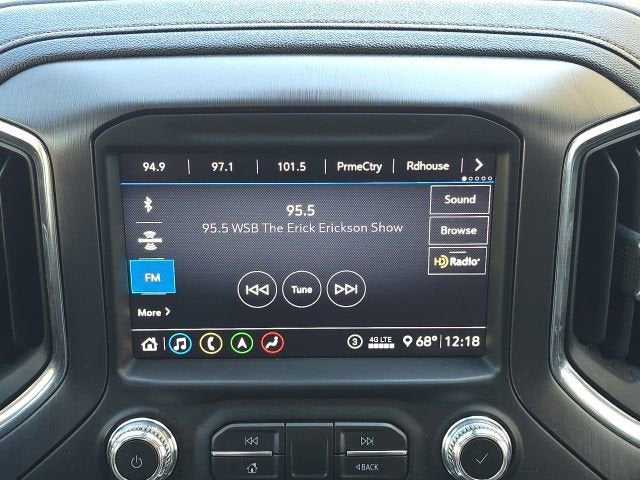 94.9 97.1 101.5 PrmeCtry Rdhouse
95.5
95.5 WSB The Erick Erickson Show
Sound
Browse
HD Radio
FM
Tune
More
3 4G LTE 68° 12:18
BACK